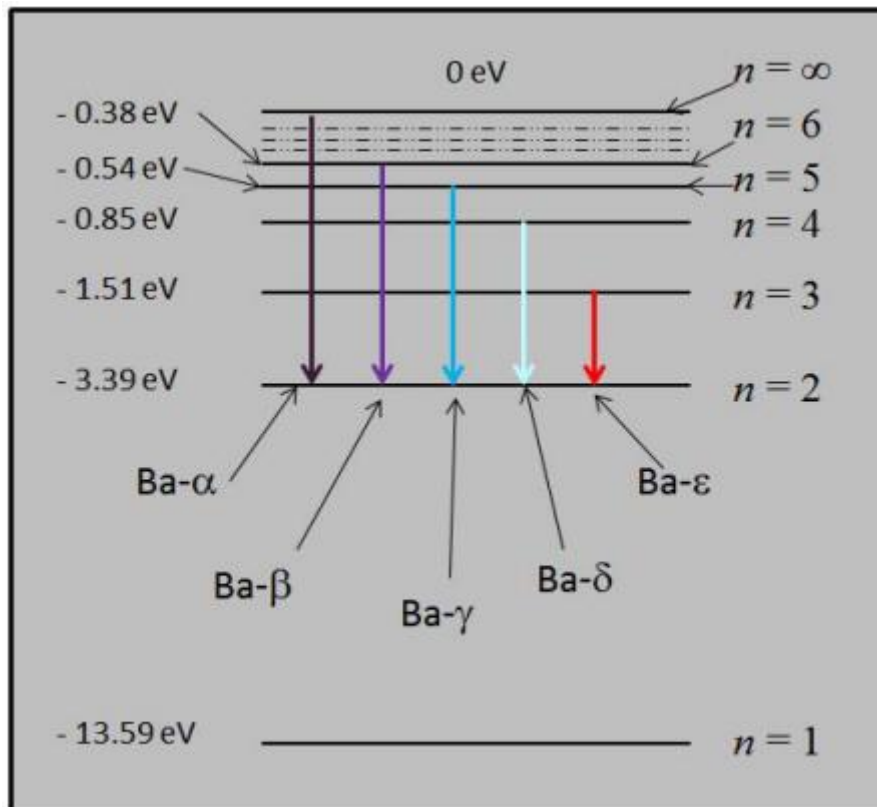 0 eV
n = ∞
- 0.38 eV
n = 6
- 0.54 eV
n = 5
- 0.85 eV
n = 4
- 1.51 eV
n = 3
- 3.39 eV
n = 2
Ba-α
Ba-ε
Ba-β
Ba-δ
Ba-γ
- 13.59 eV
n = 1